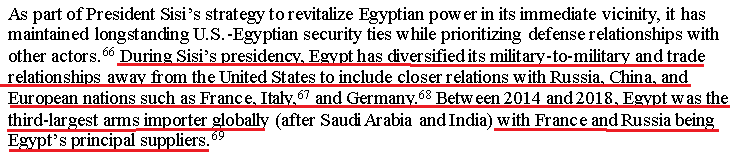 As part of President Sisi’s strategy to revitalize Egyptian power in its immediate vicinity, it has
maintained longstanding U.S.-Egyptian security ties while prioritizing defense relationships with
other actors.66 During Sisi’s presidency, Egypt has diversified its military-to-military and trade
relationships away from the United States to include closer relations with Russia, China, and
European nations such as France, Italy,67 and Germany.68 Between 2014 and 2018, Egypt was the
third-largest arms importer globally (after Saudi Arabia and India) with France and Russia being
Egypt’s principal suppliers.69